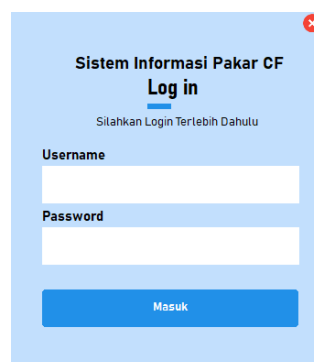 Sistem Informasi Pakar CF
Log in
Silahkan Login Terlebih Dahulu
Username
Password
Masuk